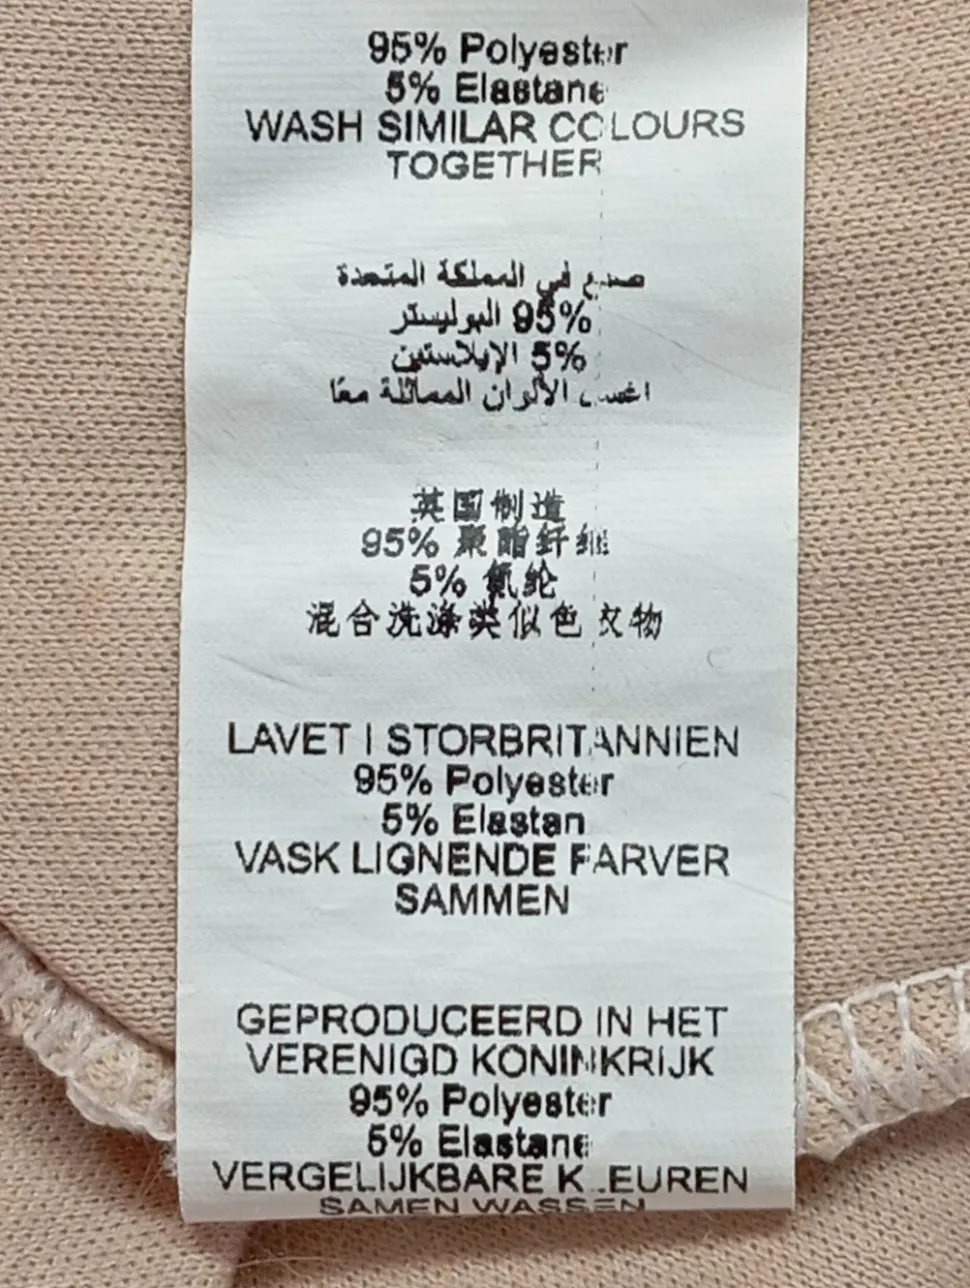 95% Polyester
5% Elastane
WASH SIMILAR COLOURS
TOGETHER
صنع في المملكة المتحدة
95% البوليستر
5% الإيلاستين
اغسل الألوان المماثلة معًا
英国制造
95% 聚酯纤维
5% 氨纶
混合洗涤类似色衣物
LAVET I STORBRITANNIEN
95% Polyester
5% Elastan
VASK LIGNENDE FARVER
SAMMEN
GEPRODUCEERD IN HET
VERENIGD KONINKRIJK
95% Polyester
5% Elastane
VERGELIJKBARE KLEUREN
SAMEN WASSEN